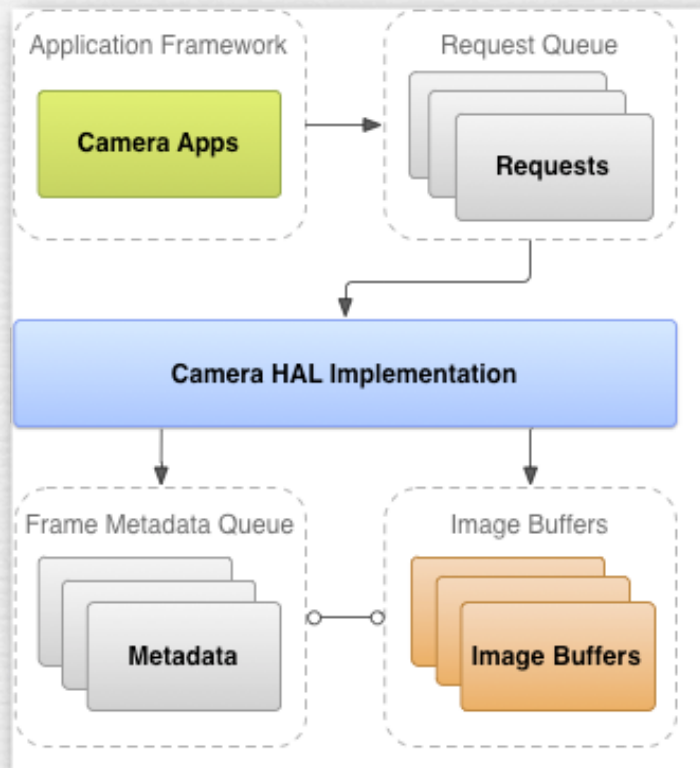 Application Framework
Camera Apps
Request Queue
Requests
Camera HAL Implementation
Frame Metadata Queue
Metadata
Image Buffers
Image Buffers